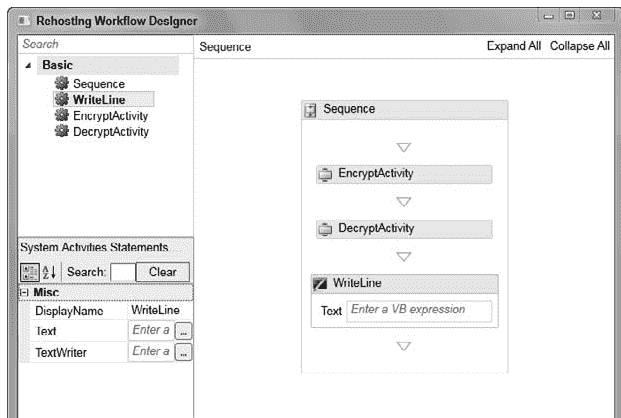 Rehosting Workflow Designer
Search
Basic
Sequence
WriteLine
EncryptActivity
DecryptActivity
System Activities Statements
Search: Clear
Misc
DisplayName WriteLine
Text Enter a ...
TextWriter Enter a ...
Sequence Expand All Collapse All
Sequence
EncryptActivity
DecryptActivity
WriteLine
Text Enter a VB expression